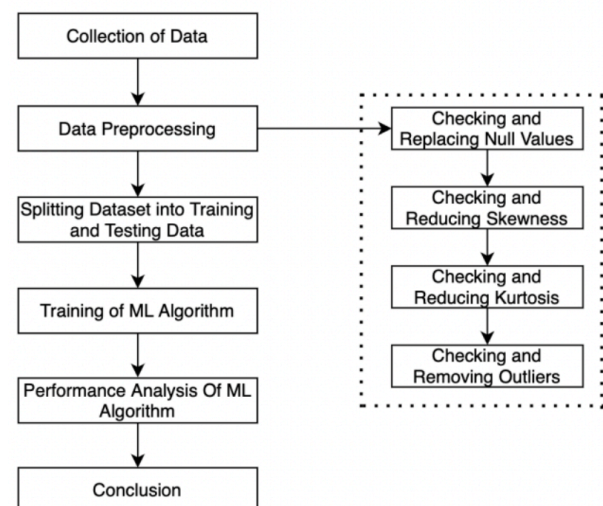 Collection of Data
Data Preprocessing
Splitting Dataset into Training
and Testing Data
Training of ML Algorithm
Performance Analysis Of ML
Algorithm
Conclusion
Checking and
Replacing Null Values
Checking and
Reducing Skewness
Checking and
Reducing Kurtosis
Checking and
Removing Outliers